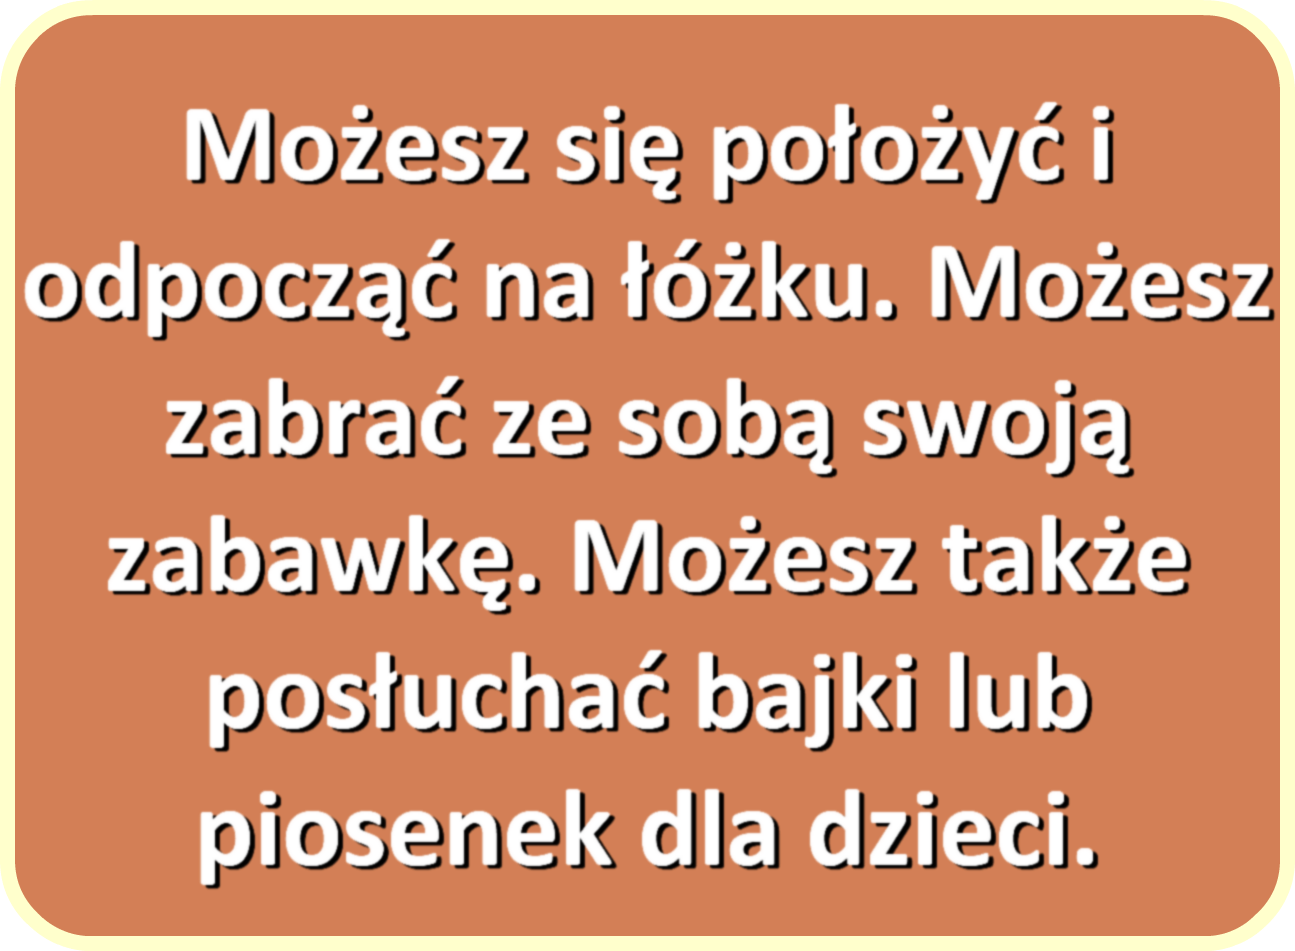 Możesz się położyć i
odpocząć na łóżku. Możesz
zabrać ze sobą swoją
zabawkę. Możesz także
posłuchać bajki lub
piosenek dla dzieci.